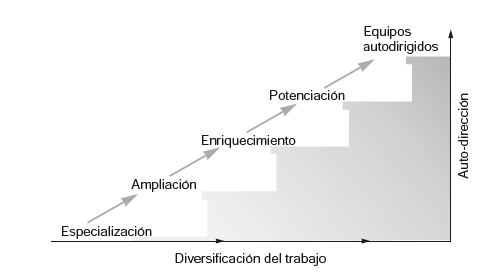 Equipos
autodirigidos
Potenciación
Enriquecimiento
Ampliación
Especialización
Auto-dirección
Diversificación del trabajo